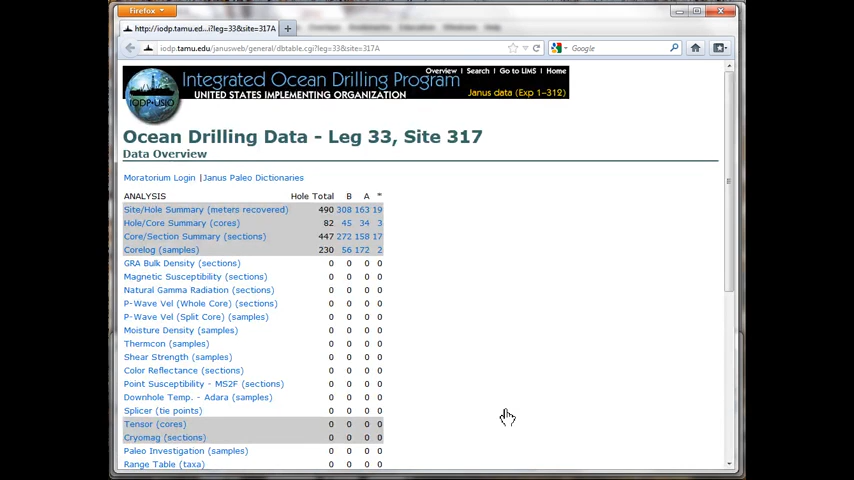 Firefox
http://iodp.tamu.ed...i?leg=33&site=317A
iodp.tamu.edu/janusweb/general/dbtable.cgi?leg=33&site=317A
Google
Overview | Search | Go to LIMS | Home
Integrated Ocean Drilling Program
UNITED STATES IMPLEMENTING ORGANIZATION
Janus data (Exp 1–312)
IODP-USIO
Ocean Drilling Data - Leg 33, Site 317
Data Overview
Moratorium Login |Janus Paleo Dictionaries
ANALYSIS Hole Total B A *
Site/Hole Summary (meters recovered) 490 308 163 19
Hole/Core Summary (cores) 82 45 34 3
Core/Section Summary (sections) 447 272 158 17
Corelog (samples) 230 56 172 2
GRA Bulk Density (sections) 0 0 0 0
Magnetic Susceptibility (sections) 0 0 0 0
Natural Gamma Radiation (sections) 0 0 0 0
P-Wave Vel (Whole Core) (sections) 0 0 0 0
P-Wave Vel (Split Core) (samples) 0 0 0 0
Moisture Density (samples) 0 0 0 0
Thermcon (samples) 0 0 0 0
Shear Strength (samples) 0 0 0 0
Color Reflectance (sections) 0 0 0 0
Point Susceptibility - MS2F (sections) 0 0 0 0
Downhole Temp. - Adara (samples) 0 0 0 0
Splicer (tie points) 0 0 0 0
Tensor (cores) 0 0 0 0
Cryomag (sections) 0 0 0 0
Paleo Investigation (samples) 0 0 0 0
Range Table (taxa) 0 0 0 0